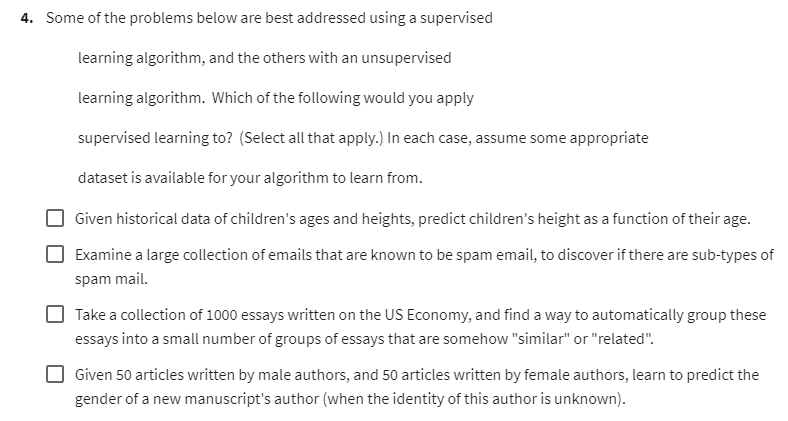 4. Some of the problems below are best addressed using a supervised
learning algorithm, and the others with an unsupervised
learning algorithm. Which of the following would you apply
supervised learning to? (Select all that apply.) In each case, assume some appropriate
dataset is available for your algorithm to learn from.
Given historical data of children's ages and heights, predict children's height as a function of their age.
Examine a large collection of emails that are known to be spam email, to discover if there are sub-types of
spam mail.
Take a collection of 1000 essays written on the US Economy, and find a way to automatically group these
essays into a small number of groups of essays that are somehow "similar" or "related".
Given 50 articles written by male authors, and 50 articles written by female authors, learn to predict the
gender of a new manuscript's author (when the identity of this author is unknown).